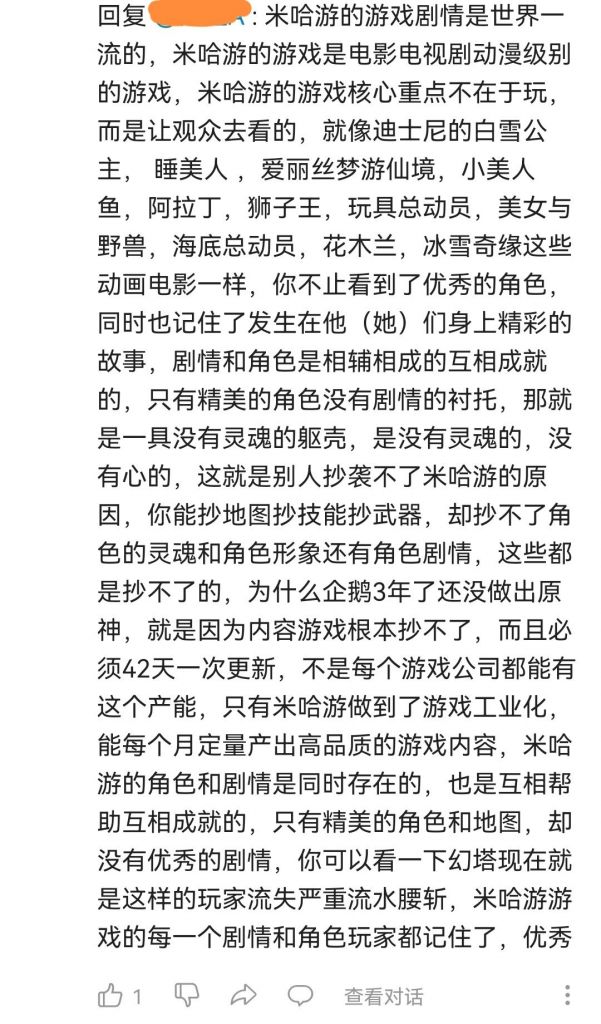 回复 : 米哈游的游戏剧情是世界一
流的，米哈游的游戏是电影电视剧动漫级别
的游戏，米哈游的游戏核心重点不在于玩，
而是让观众去看的，就像迪士尼的白雪公
主， 睡美人 ，爱丽丝梦游仙境，小美人
鱼，阿拉丁，狮子王，玩具总动员，美女与
野兽，海底总动员，花木兰，冰雪奇缘这些
动画电影一样，你不止看到了优秀的角色，
同时也记住了发生在他（她）们身上精彩的
故事，剧情和角色是相辅相成的互相成就
的，只有精美的角色没有剧情的衬托，那就
是一具没有灵魂的躯壳，是没有灵魂的，没
有心的，这就是别人抄袭不了米哈游的原
因，你能抄地图抄技能抄武器，却抄不了角
色的灵魂和角色形象还有角色剧情，这些都
是抄不了的，为什么企鹅3年了还没做出原
神，就是因为内容游戏根本抄不了，而且必
须42天一次更新，不是每个游戏公司都能有
这个产能，只有米哈游做到了游戏工业化，
能每个月定量产出高品质的游戏内容，米哈
游的角色和剧情是同时存在的，也是互相帮
助互相成就的，只有精美的角色和地图，却
没有优秀的剧情，你可以看一下幻塔现在就
是这样的玩家流失严重流水腰斩，米哈游游
戏的每一个剧情和角色玩家都记住了，优秀
1 查看对话